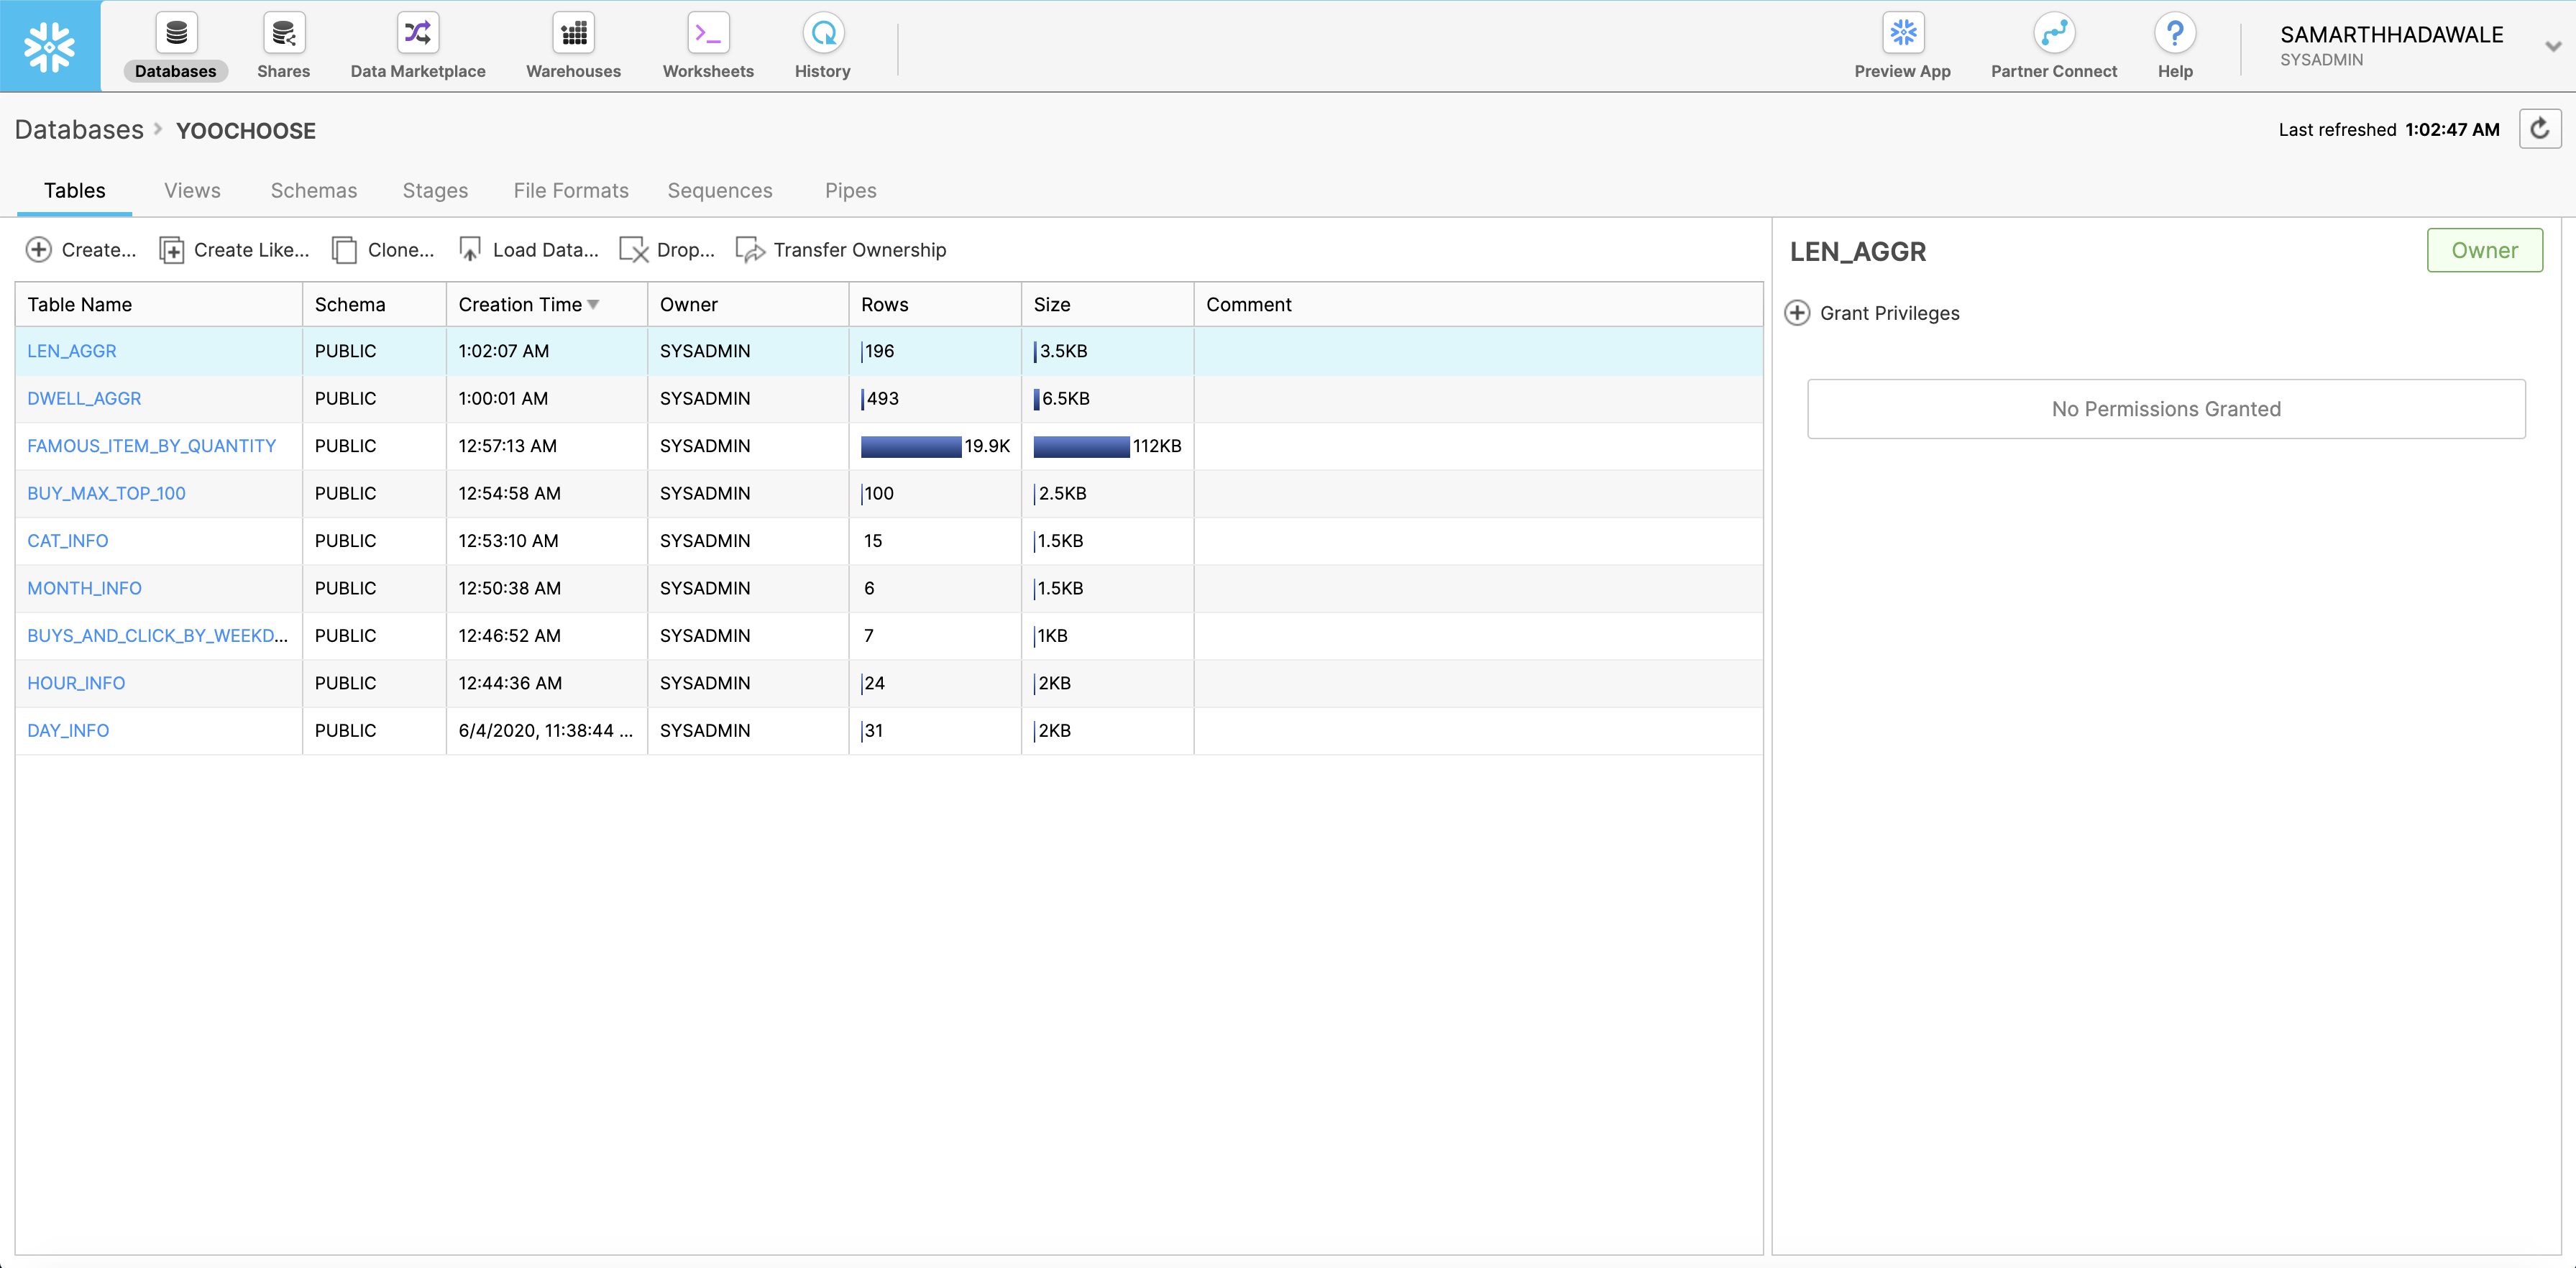 Databases Shares Data Marketplace Warehouses Worksheets History Preview App Partner Connect Help SAMARTHHADAWALE
SYSADMIN
Databases YOOCHOOSE Last refreshed 1:02:47 AM
Tables Views Schemas Stages File Formats Sequences Pipes
Create... Create Like... Clone... Load Data... Drop... Transfer Ownership
LEN_AGGR Owner
Grant Privileges
No Permissions Granted
Table Name Schema Creation Time Owner Rows Size Comment
LEN_AGGR PUBLIC 1:02:07 AM SYSADMIN 196 3.5KB
DWELL_AGGR PUBLIC 1:00:01 AM SYSADMIN 493 6.5KB
FAMOUS_ITEM_BY_QUANTITY PUBLIC 12:57:13 AM SYSADMIN 19.9K 112KB
BUY_MAX_TOP_100 PUBLIC 12:54:58 AM SYSADMIN 100 2.5KB
CAT_INFO PUBLIC 12:53:10 AM SYSADMIN 15 1.5KB
MONTH_INFO PUBLIC 12:50:38 AM SYSADMIN 6 1.5KB
BUYS_AND_CLICK_BY_WEEKD... PUBLIC 12:46:52 AM SYSADMIN 7 1KB
HOUR_INFO PUBLIC 12:44:36 AM SYSADMIN 24 2KB
DAY_INFO PUBLIC 6/4/2020, 11:38:44 ... SYSADMIN 31 2KB